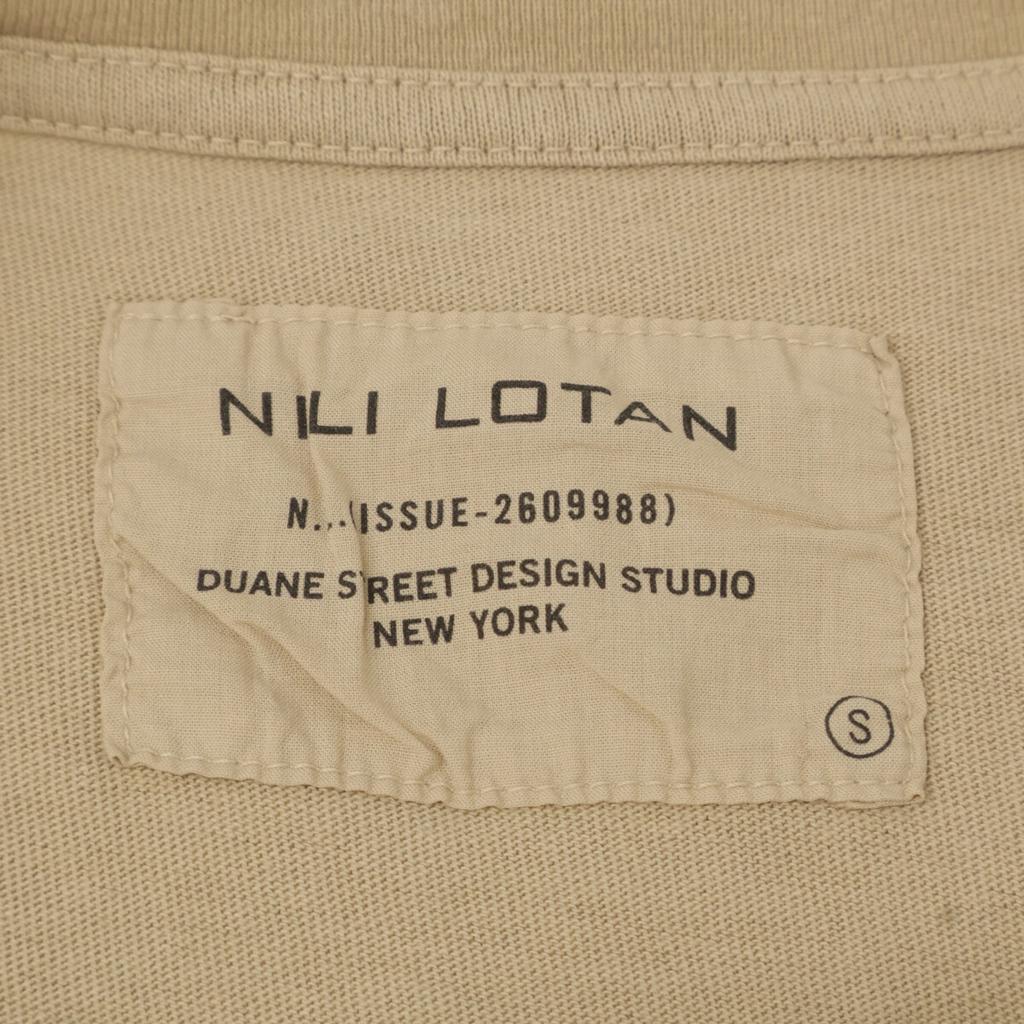 NILI LOTAN
N...(ISSUE-2609988)
DUANE STREET DESIGN STUDIO
NEW YORK
S